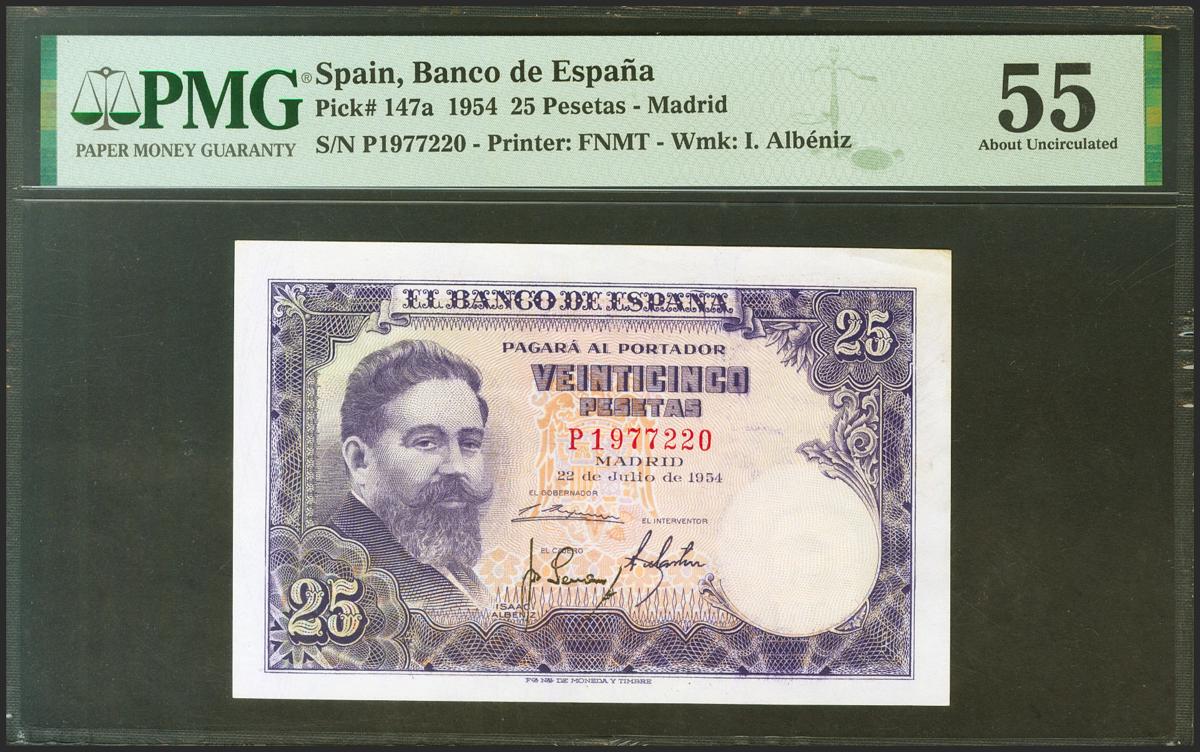 PMG®
PAPER MONEY GUARANTY
Spain, Banco de España
Pick# 147a 1954 25 Pesetas - Madrid
S/N P1977220 - Printer: FNMT - Wmk: I. Albéniz
55
About Uncirculated
EL BANCO DE ESPAÑA
25
PAGARÁ AL PORTADOR
VEINTICINCO
PESETAS
P1977220
MADRID
22 de Julio de 1954
EL GOBERNADOR
EL INTERVENTOR
EL CAJERO
ISAAC
ALBENIZ
25
Fca Nal DE MONEDA Y TIMBRE